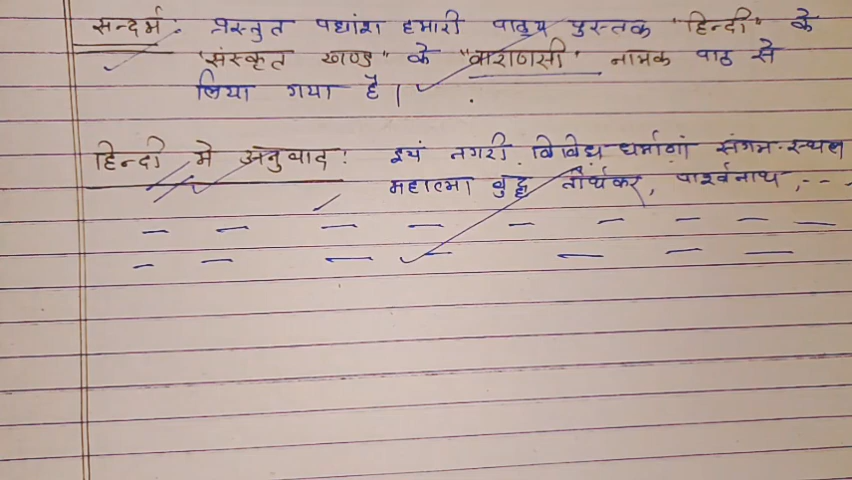 सन्दर्भ : प्रस्तुत पद्यांश हमारी पाठ्य पुस्तक "हिन्दी" के
"संस्कृत खण्ड" के "वाराणसी" नामक पाठ से
लिया गया है।
हिन्दी में अनुवाद : इयं नगरी विविध धर्माणां संगम-स्थल
महात्मा बुद्ध तीर्थंकर, पार्श्वनाथ, - - -